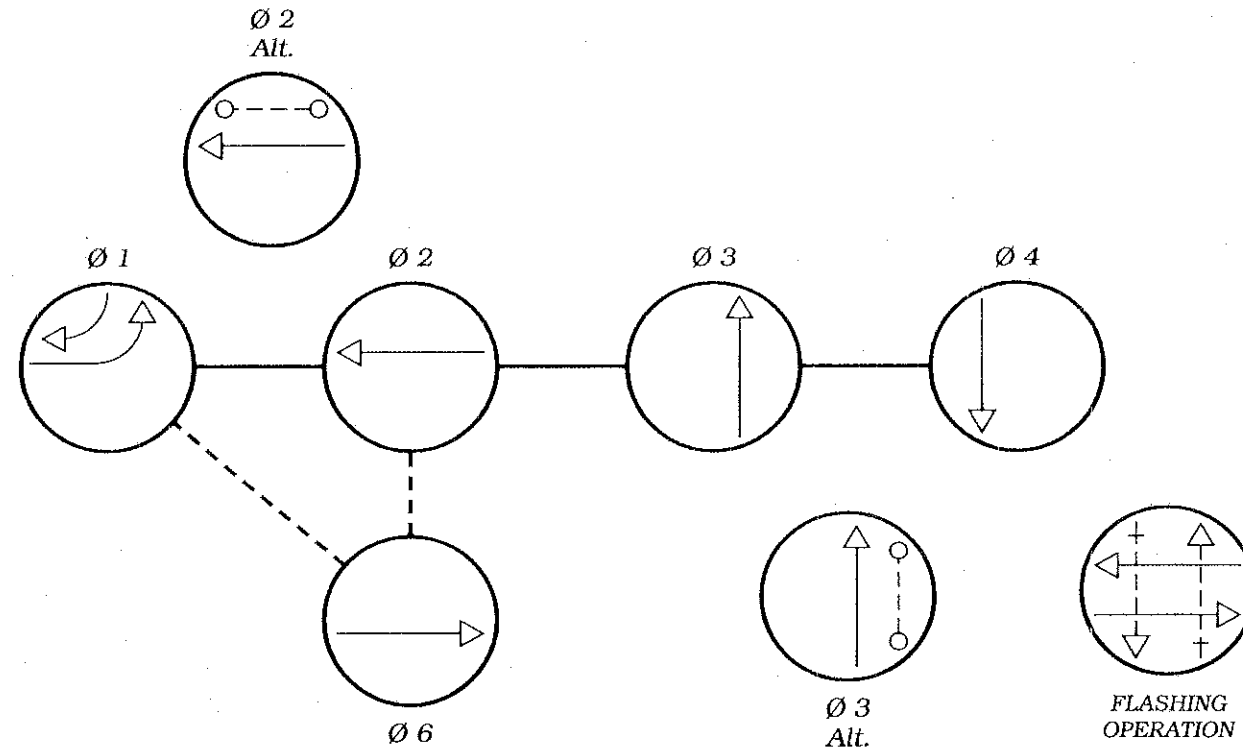 Ø 2
Alt.
Ø 1
Ø 2
Ø 3
Ø 4
Ø 6
Ø 3
Alt.
FLASHING
OPERATION